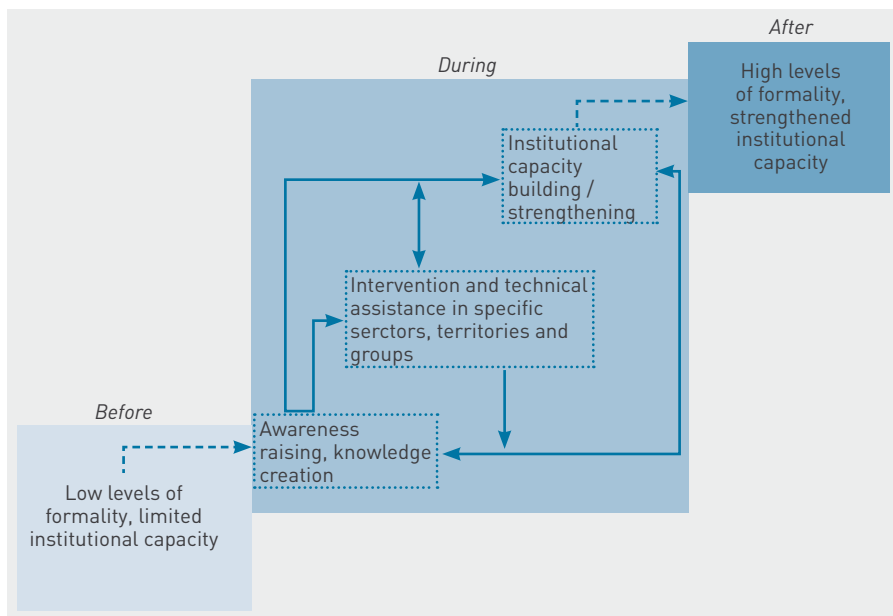 After
High levels
of formality,
strengthened
institutional
capacity
During
Institutional
capacity
building /
strengthening
Intervention and technical
assistance in specific
serctors, territories and
groups
Before
Awareness
raising, knowledge
creation
Low levels of
formality, limited
institutional capacity